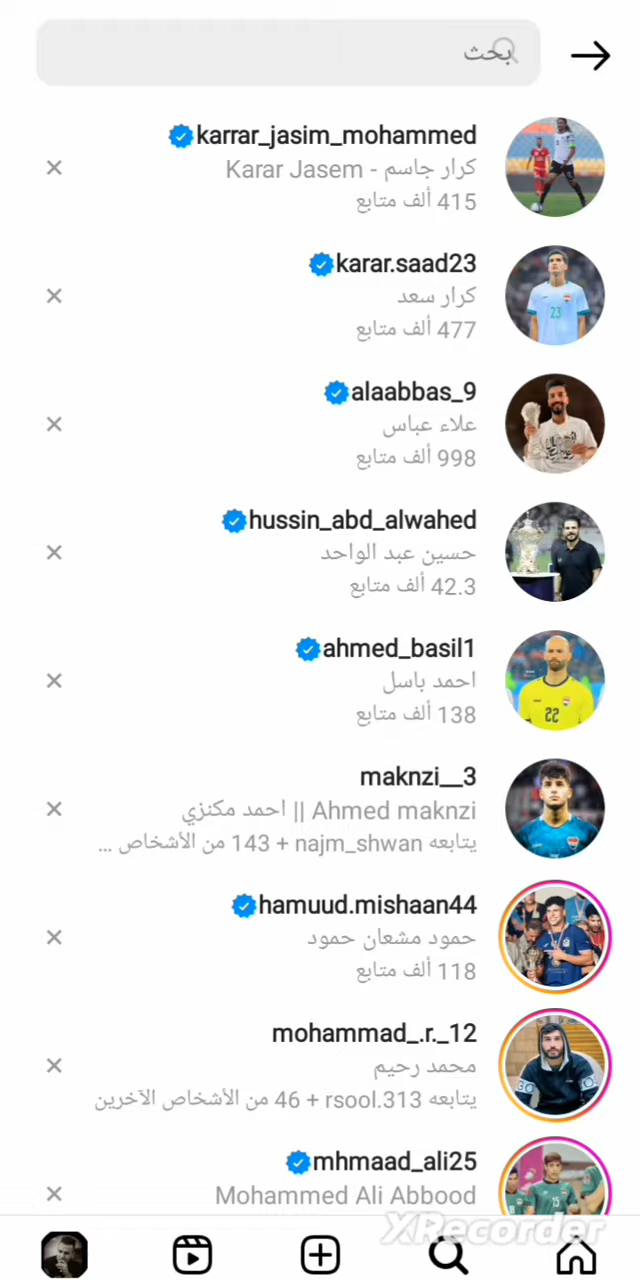 بحث
karrar_jasim_mohammed
كرار جاسم - Karar Jasem
415 ألف متابع
karar.saad23
كرار سعد
477 ألف متابع
alaabbas_9
علاء عباس
998 ألف متابع
hussin_abd_alwahed
حسين عبد الواحد
42.3 ألف متابع
ahmed_basil1
احمد باسل
138 ألف متابع
maknzi__3
Ahmed maknzi || احمد مكنزي
يتابعه najm_shwan + 143 من الأشخاص ...
hamuud.mishaan44
حمود مشعان حمود
118 ألف متابع
mohammad_.r._12
محمد رحيم
يتابعه rsool.313 + 46 من الأشخاص الآخرين
mhmaad_ali25
Mohammed Ali Abbood
XRecorder